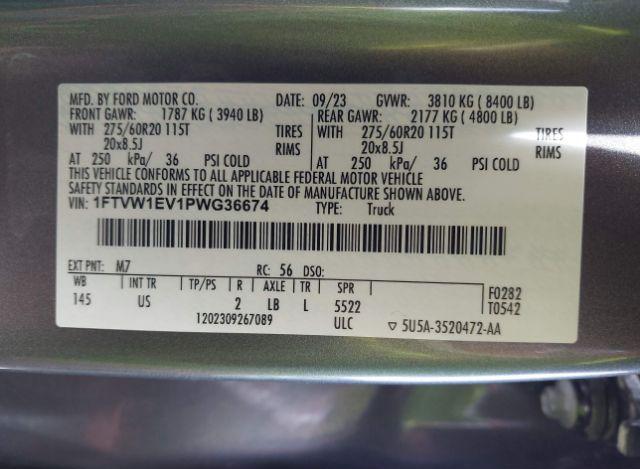 MFD. BY FORD MOTOR CO. DATE: 09/23 GVWR: 3810 KG ( 8400 LB)
FRONT GAWR: 1787 KG ( 3940 LB) REAR GAWR: 2177 KG ( 4800 LB)
WITH 275/60R20 115T TIRES WITH 275/60R20 115T TIRES
20x8.5J RIMS 20x8.5J RIMS
AT 250 kPa/ 36 PSI COLD AT 250 kPa/ 36 PSI COLD
THIS VEHICLE CONFORMS TO ALL APPLICABLE FEDERAL MOTOR VEHICLE
SAFETY STANDARDS IN EFFECT ON THE DATE OF MANUFACTURE SHOWN ABOVE.
VIN: 1FTVW1EV1PWG36674 TYPE: Truck
EXT PNT: M7 RC: 56 DSO:
WB INT TR TP/PS R AXLE TR SPR F0282
145 US 2 LB L 5522 T0542
1202309267089 ULC ▽ 5U5A-3520472-AA